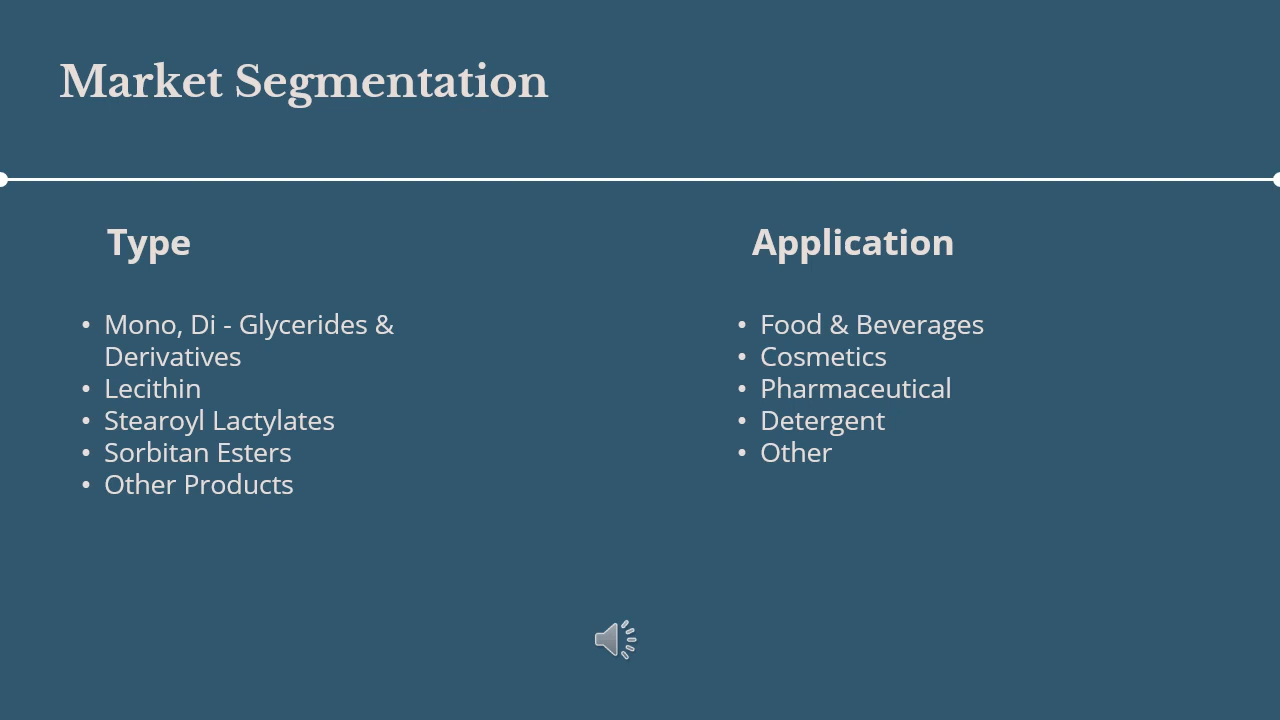 Market Segmentation
Type
• Mono, Di - Glycerides &
Derivatives
• Lecithin
• Stearoyl Lactylates
• Sorbitan Esters
• Other Products
Application
• Food & Beverages
• Cosmetics
• Pharmaceutical
• Detergent
• Other